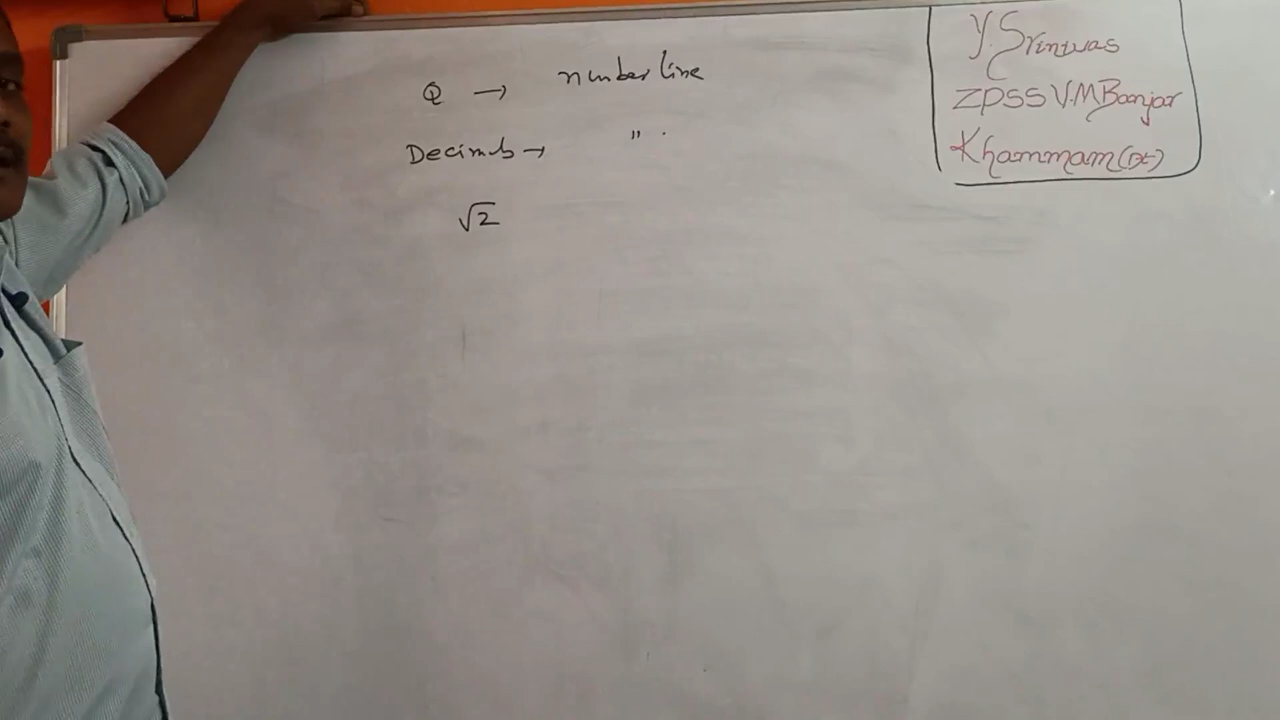 Q → number line
Decimals → " .
√2
Y. Srinivas
ZPSS V.M Banjar
Khammam (Dt)